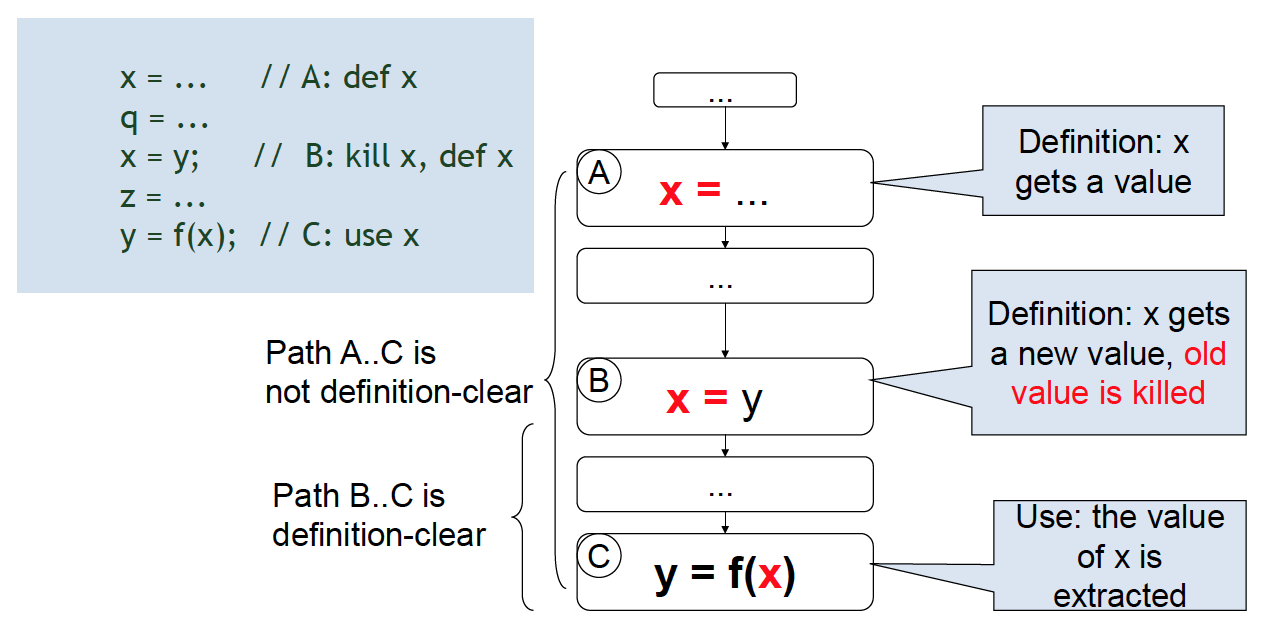 x = ... // A: def x
q = ...
x = y; // B: kill x, def x
z = ...
y = f(x); // C: use x
...
A
x = ...
Definition: x
gets a value
...
Path A..C is
not definition-clear
B
x = y
Definition: x gets
a new value, old
value is killed
Path B..C is
definition-clear
...
C
y = f(x)
Use: the value
of x is
extracted